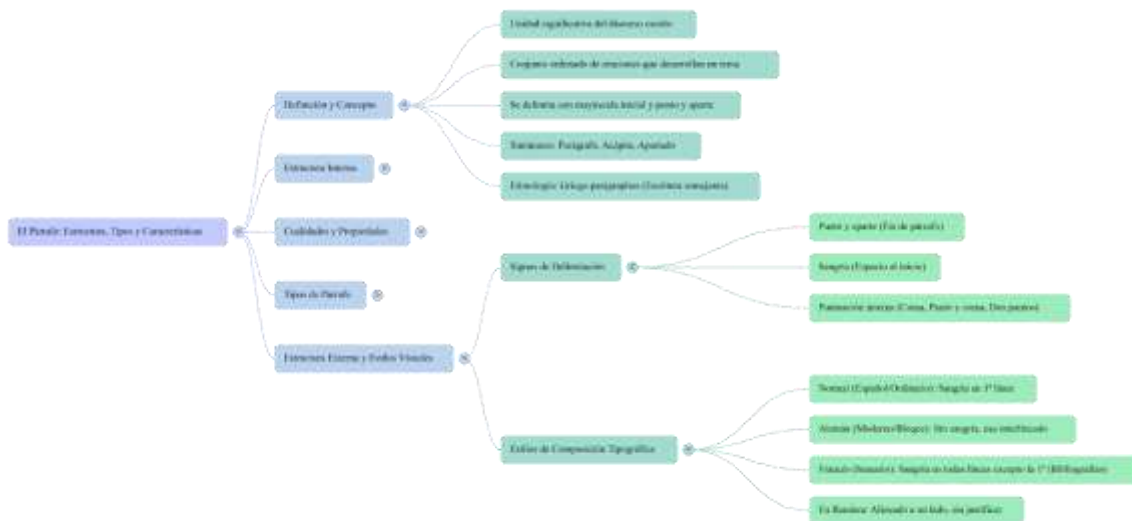 El Párrafo: Estructura, Tipos y Características
Definición y Concepto
Unidad significativa del discurso escrito
Conjunto ordenado de oraciones que desarrollan un tema
Se delimita con mayúscula inicial y punto y aparte
Sinónimos: Parágrafo, Acápite, Apartado
Etimología: Griego parágraphos (Escritura semejante)
Estructura Interna
Cualidades y Propiedades
Tipos de Párrafo
Estructura Externa y Estilos Visuales
Signos de Delimitación
Punto y aparte (Fin de párrafo)
Sangría (Espacio al inicio)
Puntuación interna (Coma, Punto y coma, Dos puntos)
Estilos de Composición Tipográfica
Normal (Español/Ordinario): Sangría en 1ª línea
Alemán (Moderno/Bloque): Sin sangría, usa interlineado
Francés (Sumario): Sangría en todas líneas excepto la 1ª (Bibliografías)
En Bandera: Alineado a un lado, sin justificar